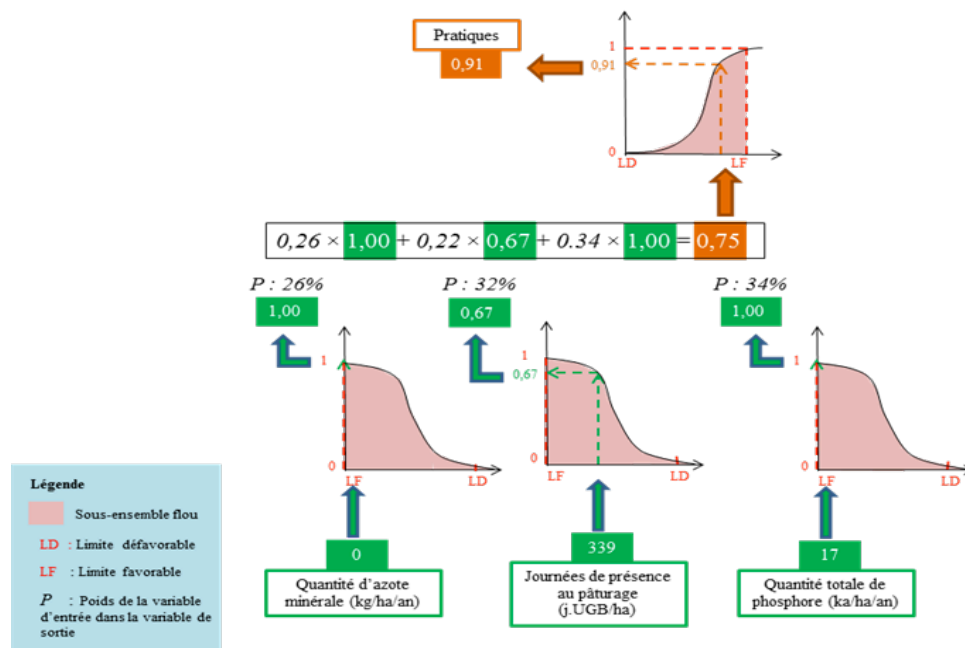 Pratiques
0,91
1
0,91
0
LD
LF
0,26 × 1,00 + 0,22 × 0,67 + 0.34 × 1,00 = 0,75
P : 26%
1,00
P : 32%
0,67
P : 34%
1,00
1
0
LF
LD
1
0,67
0
LF
LD
1
0
LF
LD
0
Quantité d'azote
minérale (kg/ha/an)
339
Journées de présence
au pâturage
(j.UGB/ha)
17
Quantité totale de
phosphore (ka/ha/an)
Légende
Sous-ensemble flou
LD : Limite défavorable
LF : Limite favorable
P : Poids de la variable
d'entrée dans la variable de
sortie